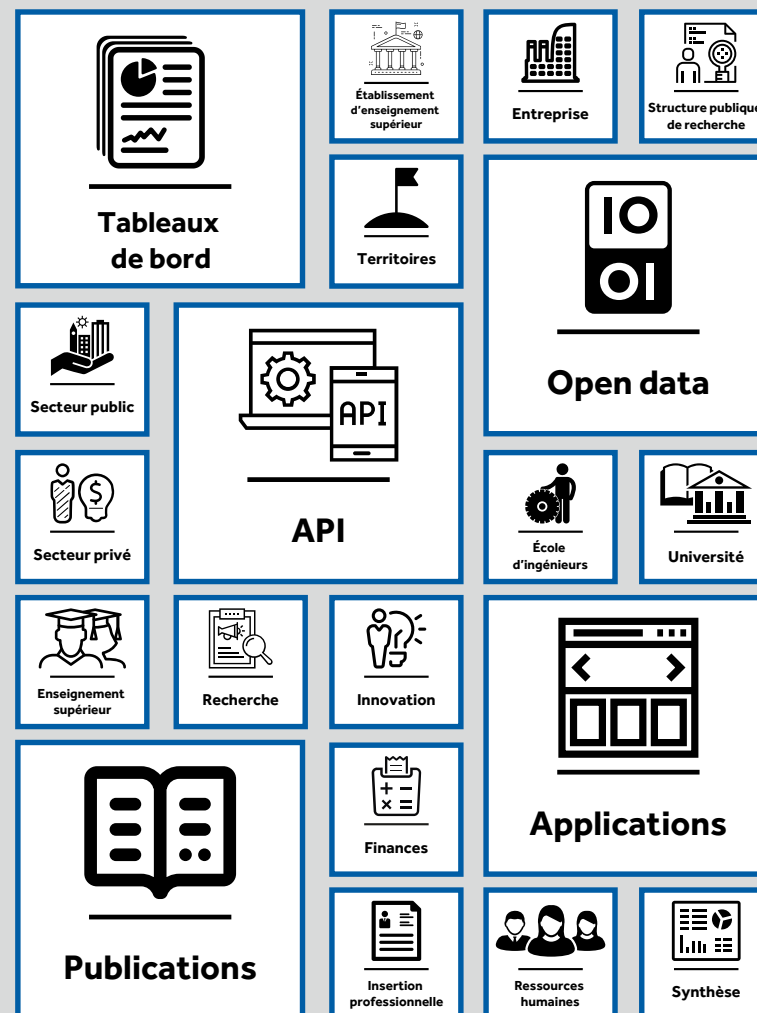 Tableaux
de bord
Établissement
d'enseignement
supérieur
Entreprise
Structure publique
de recherche
Territoires
IO
OI
Open data
Secteur public
API
API
Secteur privé
$
École
d'ingénieurs
Université
Enseignement
supérieur
Recherche
Innovation
Applications
Publications
Finances
Insertion
professionnelle
Ressources
humaines
Synthèse